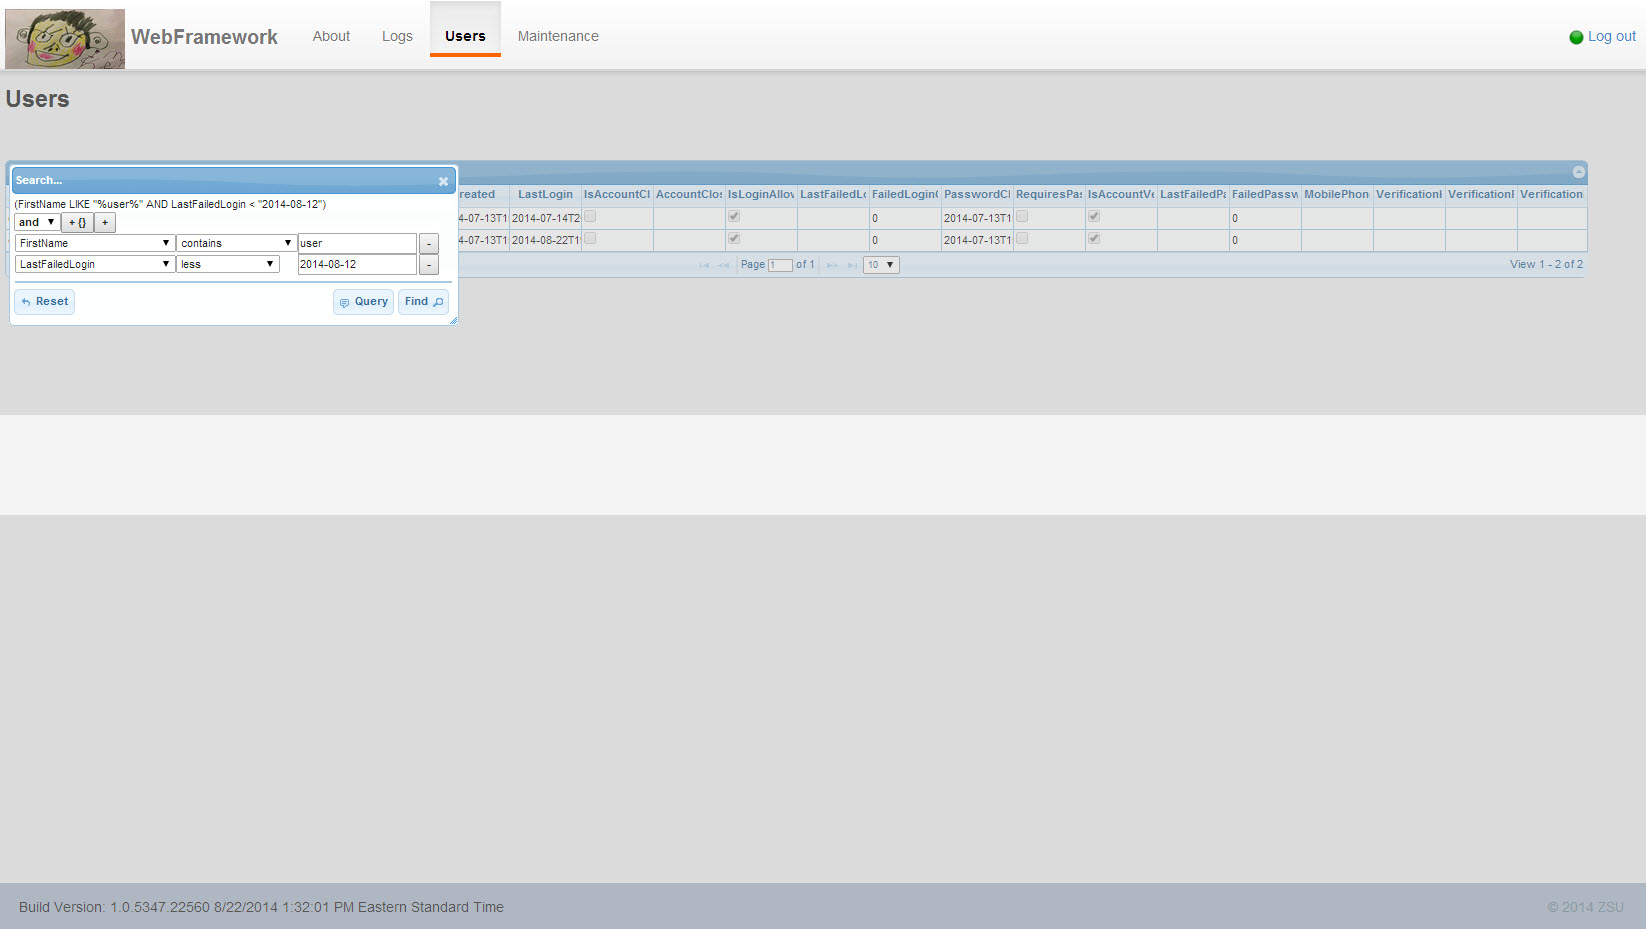 WebFramework About Logs Users Maintenance Log out
Users
Search...
(FirstName LIKE "%user%" AND LastFailedLogin < "2014-08-12")
and + {} +
FirstName contains user -
LastFailedLogin less 2014-08-12 -
Reset Query Find
reated LastLogin IsAccountCl AccountClos IsLoginAllov LastFailedLo FailedLoginC PasswordCl RequiresPas IsAccountVe LastFailedPa FailedPassw MobilePhon VerificationI VerificationI Verification
4-07-13T1 2014-07-14T2 0 2014-07-13T1 0
4-07-13T1 2014-08-22T1 0 2014-07-13T1 0
Page 1 of 1 10 View 1 - 2 of 2
Build Version: 1.0.5347.22560 8/22/2014 1:32:01 PM Eastern Standard Time
© 2014 ZSU